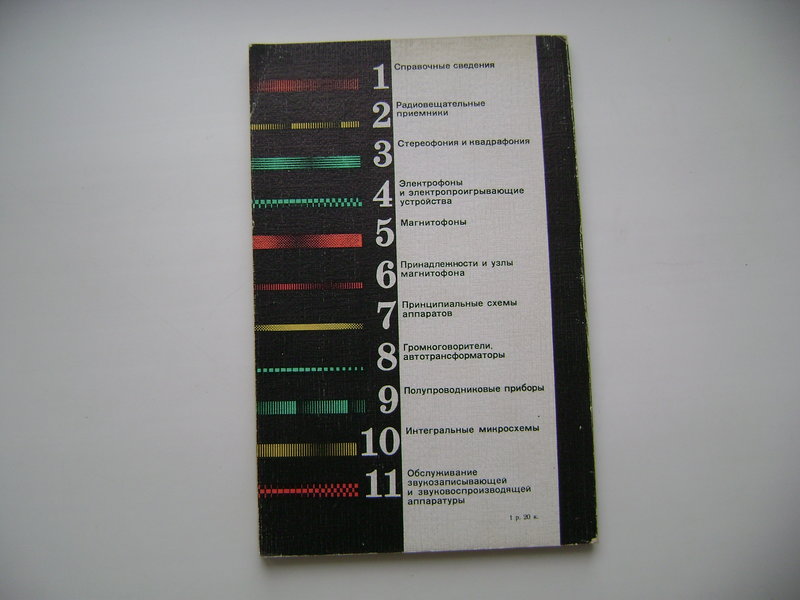 1 Справочные сведения
2 Радиовещательные
приемники
3 Стереофония и квадрафония
4 Электрофоны
и электропроигрывающие
устройства
5 Магнитофоны
6 Принадлежности и узлы
магнитофона
7 Принципиальные схемы
аппаратов
8 Громкоговорители,
автотрансформаторы
9 Полупроводниковые приборы
10 Интегральные микросхемы
11 Обслуживание
звукозаписывающей
и звуковоспроизводящей
аппаратуры
1 р. 20 к.